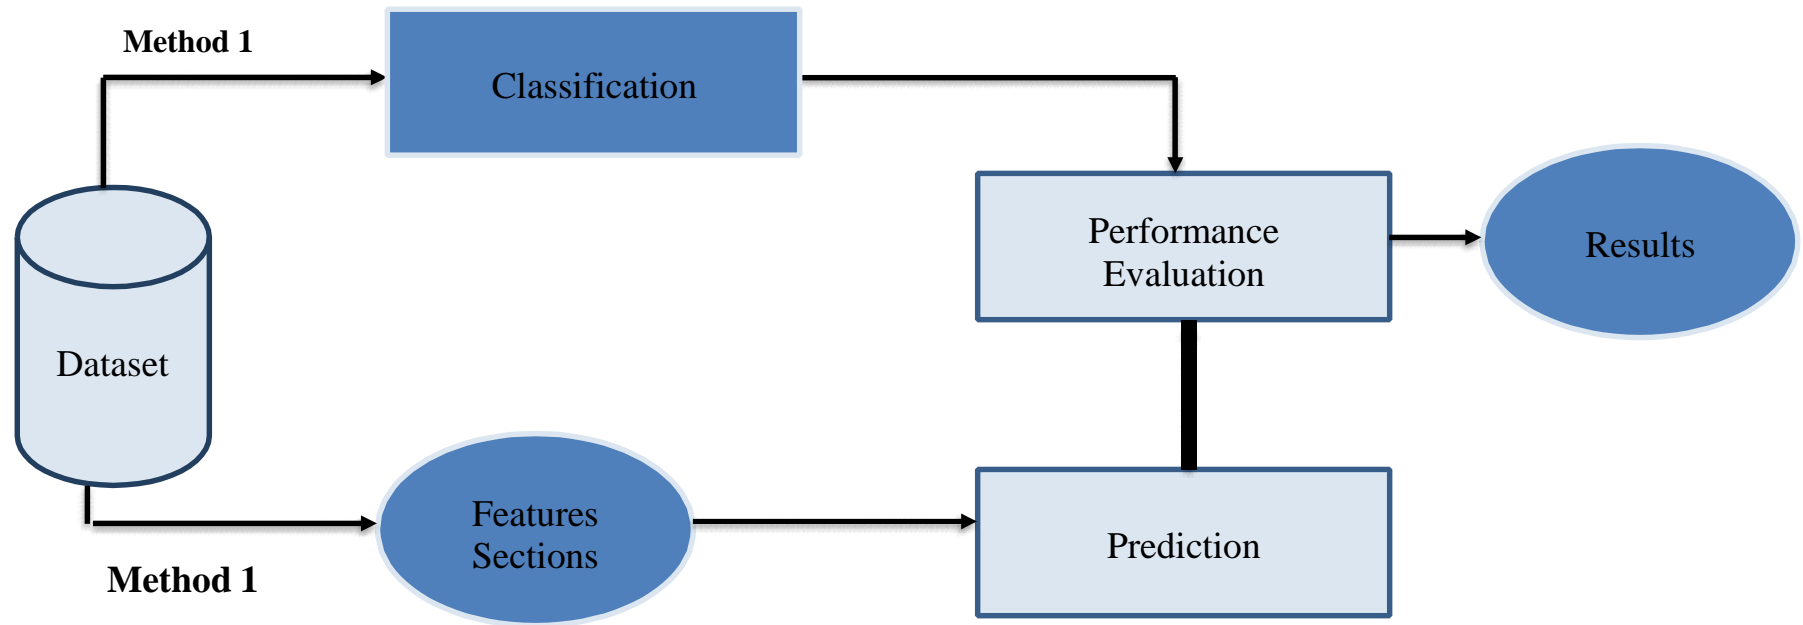 Method 1
Classification
Performance
Evaluation
Results
Dataset
Features
Sections
Prediction
Method 1